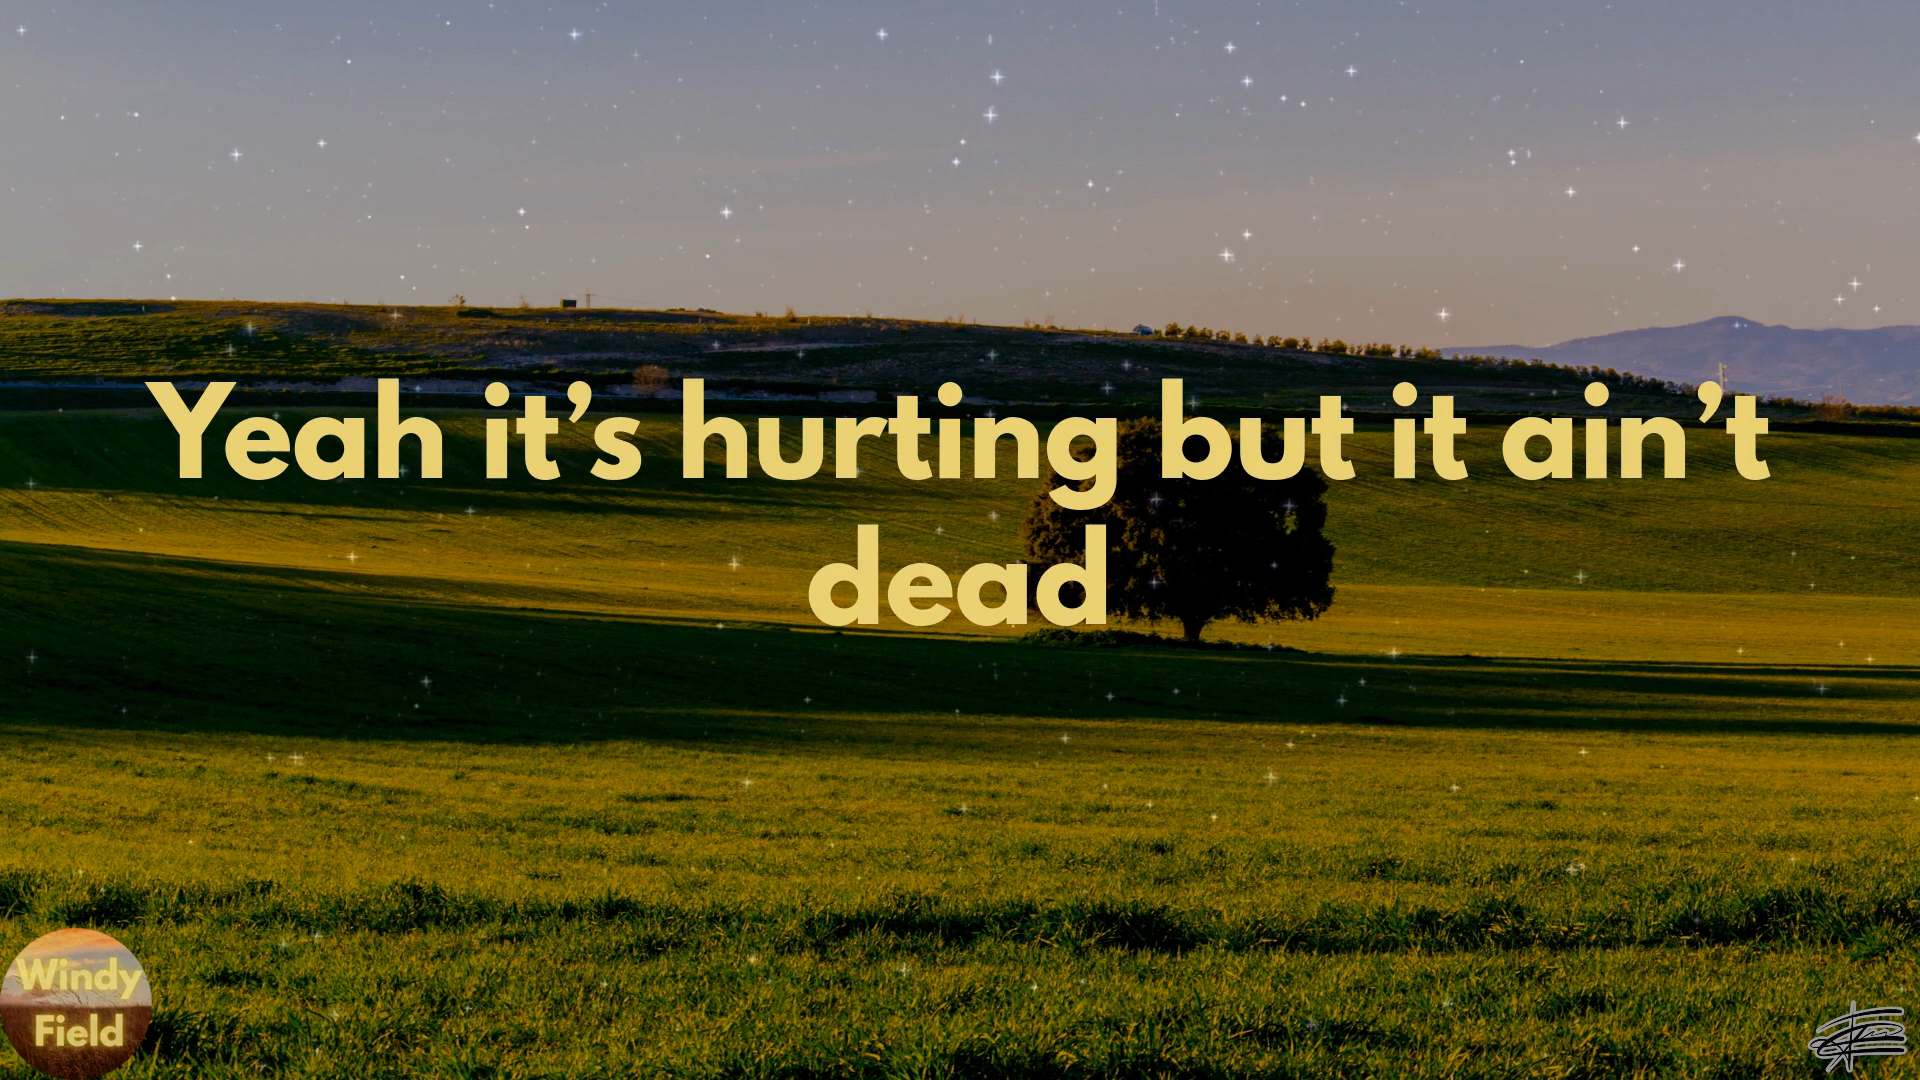 Yeah it’s hurting but it ain’t
dead
Windy
Field